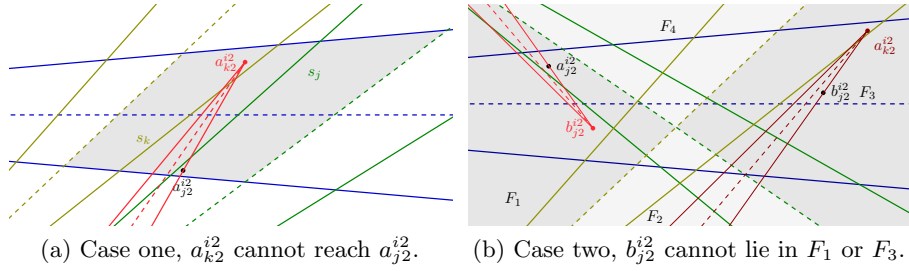 a_{k2}^{i2}
s_j
s_k
a_{j2}^{i2}
(a) Case one, a_{k2}^{i2} cannot reach a_{j2}^{i2}.
F_4
a_{k2}^{i2}
a_{j2}^{i2}
b_{j2}^{i2} F_3
b_{j2}^{i2}
F_1
F_2
(b) Case two, b_{j2}^{i2} cannot lie in F_1 or F_3.